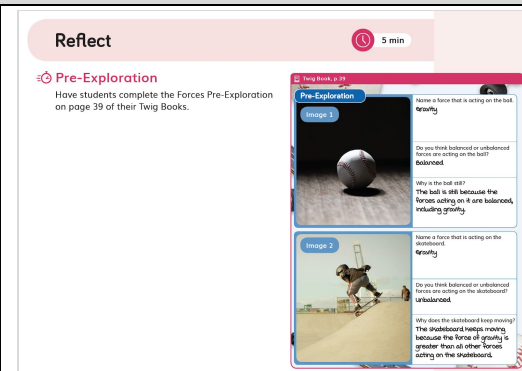 Reflect
5 min
Pre-Exploration
Have students complete the Forces Pre-Exploration
on page 39 of their Twig Books.
Twig Book, p.39
Pre-Exploration
Image 1
Name a force that is acting on the ball.
Gravity
Do you think balanced or unbalanced
forces are acting on the ball?
Balanced
Why is the ball still?
The ball is still because the
forces acting on it are balanced,
including gravity.
Image 2
Name a force that is acting on the
skateboard.
Gravity
Do you think balanced or unbalanced
forces are acting on the skateboard?
Unbalanced
Why does the skateboard keep moving?
The skateboard keeps moving
because the force of gravity is
greater than all other forces
acting on the skateboard.